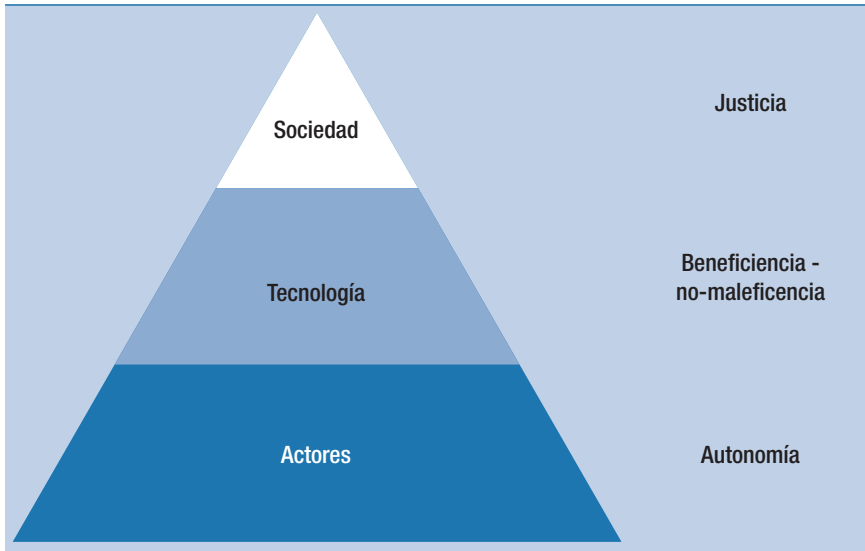 Justicia
Sociedad
Beneficiencia -
no-maleficencia
Tecnología
Actores
Autonomía